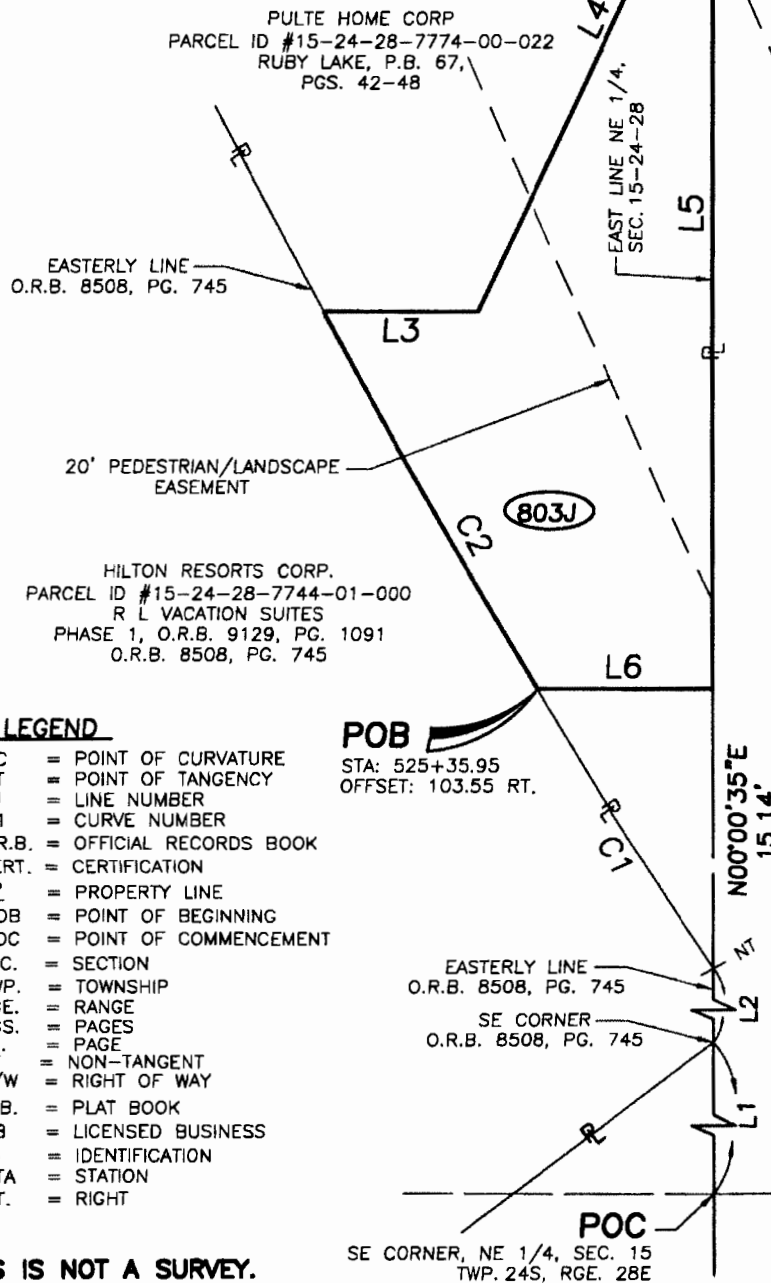 PULTE HOME CORP
PARCEL ID #15-24-28-7774-00-022
RUBY LAKE, P.B. 67,
PGS. 42-48
L4
EAST LINE NE 1/4,
SEC. 15-24-28
L5
PL
EASTERLY LINE
O.R.B. 8508, PG. 745
L3
PL
20' PEDESTRIAN/LANDSCAPE
EASEMENT
803J
C2
HILTON RESORTS CORP.
PARCEL ID #15-24-28-7744-01-000
R L VACATION SUITES
PHASE 1, O.R.B. 9129, PG. 1091
O.R.B. 8508, PG. 745
L6
POB
STA: 525+35.95
OFFSET: 103.55 RT.
PL
C1
N00°00'35"E
15.14'
NT
EASTERLY LINE
O.R.B. 8508, PG. 745
L2
SE CORNER
O.R.B. 8508, PG. 745
L1
PL
POC
SE CORNER, NE 1/4, SEC. 15
TWP. 24S, RGE. 28E
LEGEND
C = POINT OF CURVATURE
T = POINT OF TANGENCY
= LINE NUMBER
= CURVE NUMBER
R.B. = OFFICIAL RECORDS BOOK
ERT. = CERTIFICATION
= PROPERTY LINE
OB = POINT OF BEGINNING
OC = POINT OF COMMENCEMENT
C. = SECTION
P. = TOWNSHIP
E. = RANGE
S. = PAGES
. = PAGE
= NON-TANGENT
/W = RIGHT OF WAY
B. = PLAT BOOK
B = LICENSED BUSINESS
= IDENTIFICATION
TA = STATION
T. = RIGHT
S IS NOT A SURVEY.